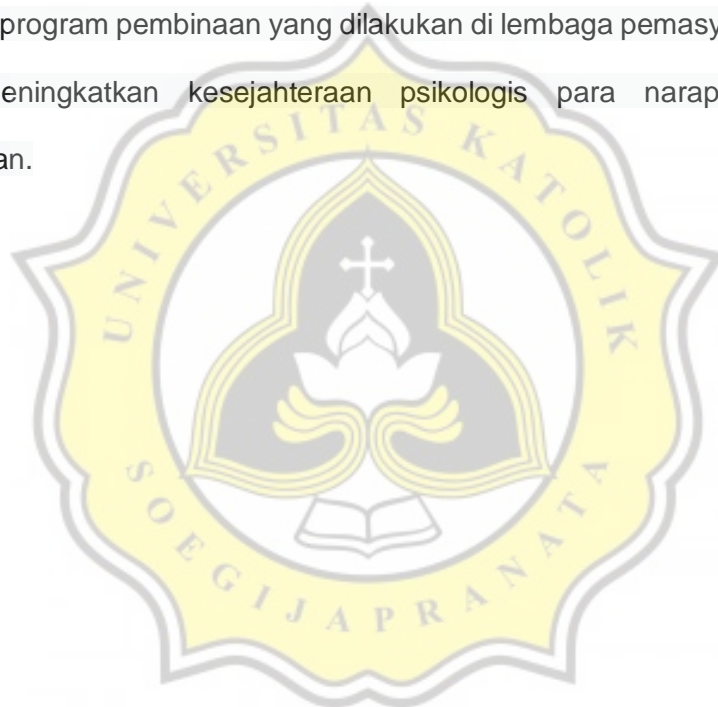 program pembinaan yang dilakukan di lembaga pemasy
eningkatkan kesejahteraan psikologis para narap
an.
UNIVERSITAS KATOLIK
SOEGIJAPRANATA